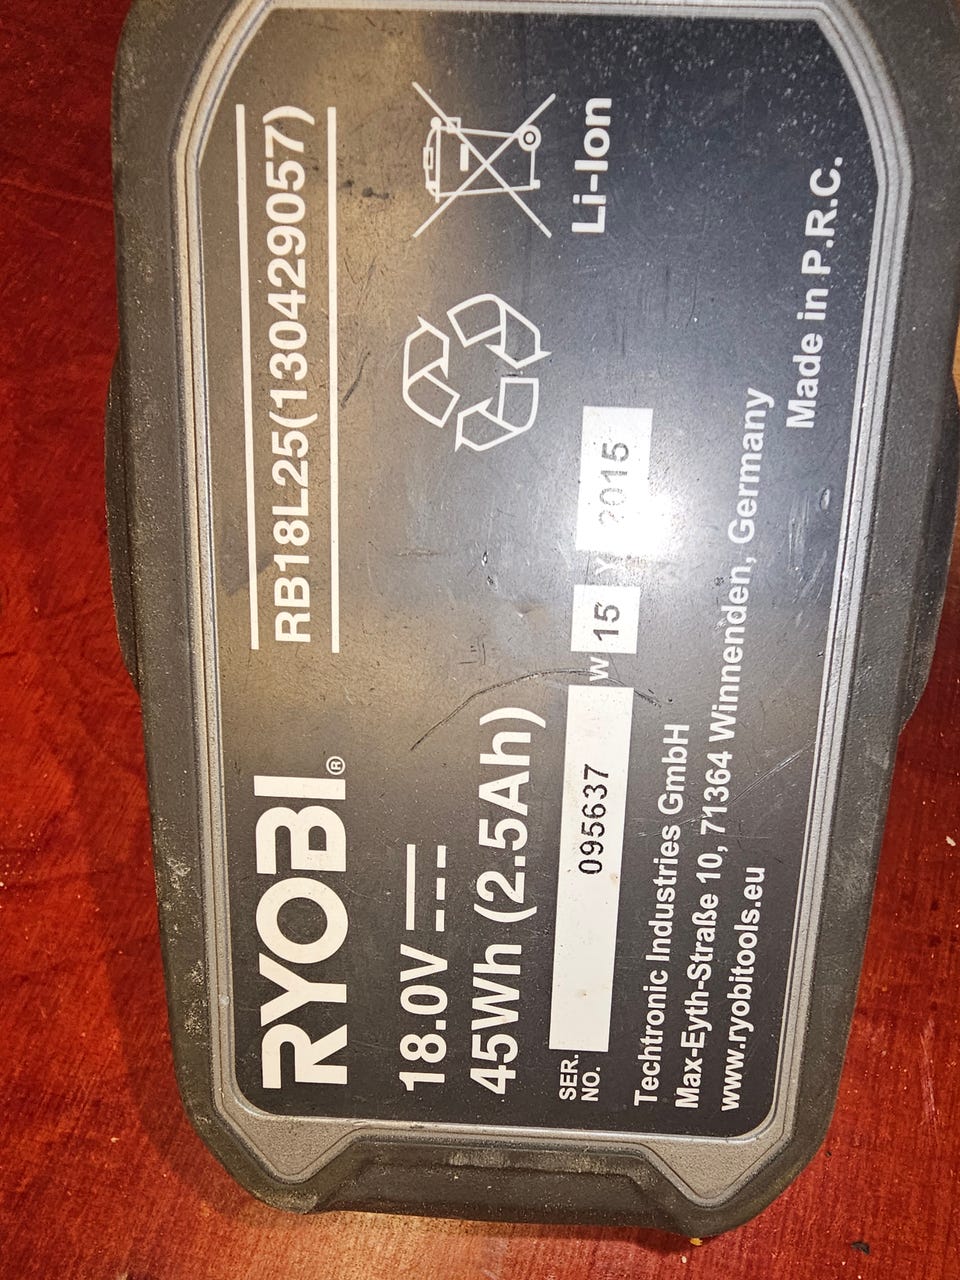 RYOBI®
RB18L25(130429057)
18.0V
45Wh (2.5Ah)
Li-Ion
SER. NO. 095637 W 15 Y 2015
Techtronic Industries GmbH
Max-Eyth-Straße 10, 71364 Winnenden, Germany
www.ryobitools.eu
Made in P.R.C.